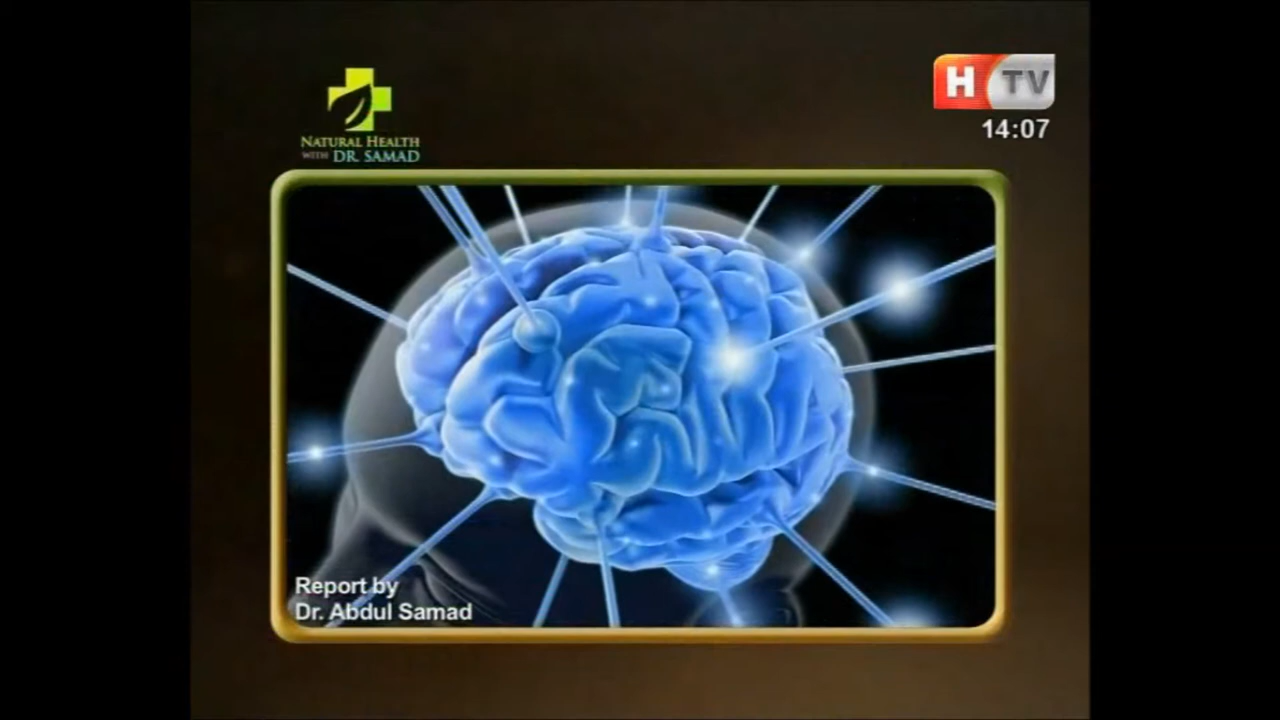 NATURAL HEALTH
WITH DR. SAMAD
H TV
14:07
Report by
Dr. Abdul Samad